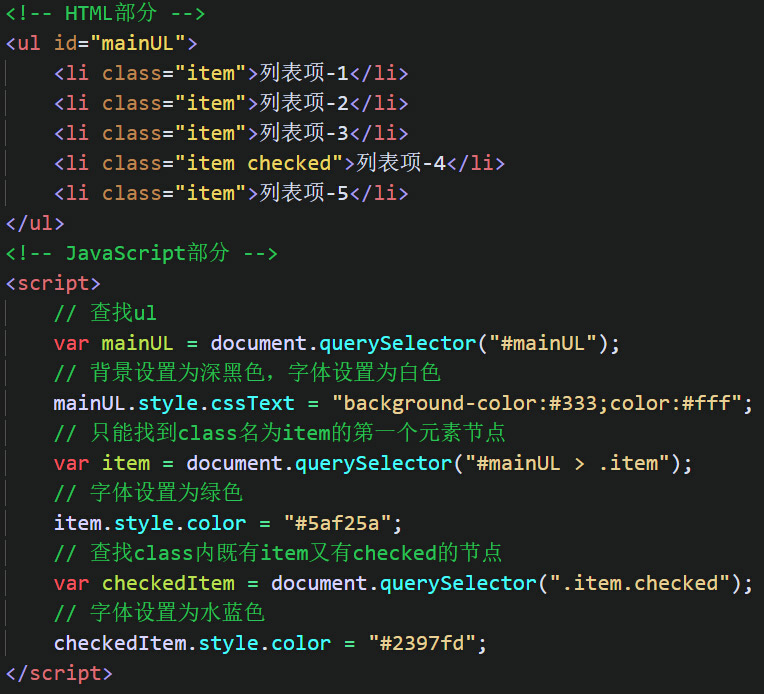 <!-- HTML部分 -->
<ul id="mainUL">
    <li class="item">列表项-1</li>
    <li class="item">列表项-2</li>
    <li class="item">列表项-3</li>
    <li class="item checked">列表项-4</li>
    <li class="item">列表项-5</li>
</ul>
<!-- JavaScript部分 -->
<script>
    // 查找ul
    var mainUL = document.querySelector("#mainUL");
    // 背景设置为深黑色，字体设置为白色
    mainUL.style.cssText = "background-color:#333;color:#fff";
    // 只能找到class名为item的第一个元素节点
    var item = document.querySelector("#mainUL > .item");
    // 字体设置为绿色
    item.style.color = "#5af25a";
    // 查找class内既有item又有checked的节点
    var checkedItem = document.querySelector(".item.checked");
    // 字体设置为水蓝色
    checkedItem.style.color = "#2397fd";
</script>